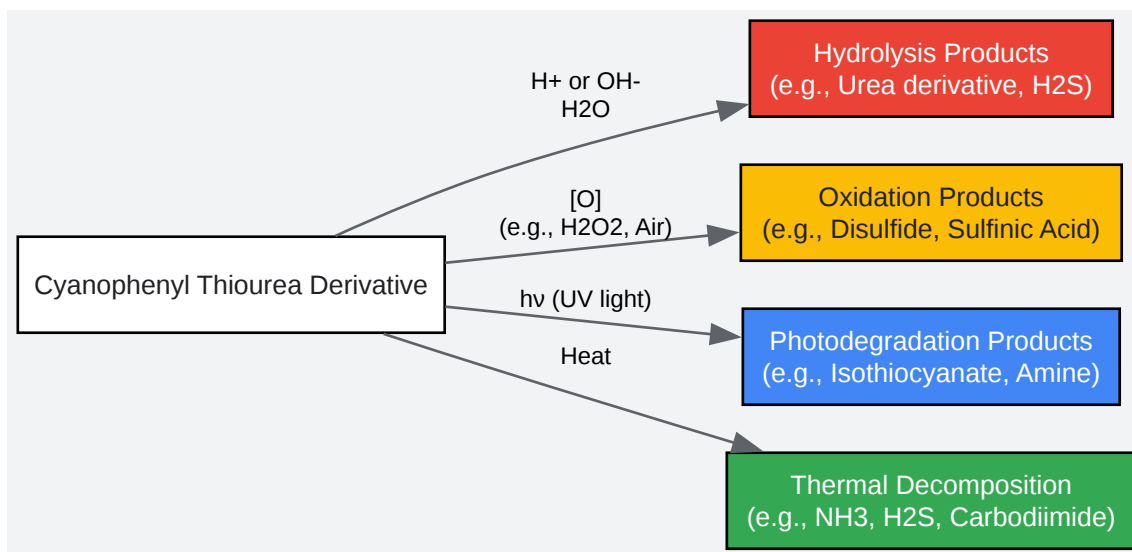 Hydrolysis Products
(e.g., Urea derivative, H2S)
H+ or OH-
H2O
Oxidation Products
(e.g., Disulfide, Sulfinic Acid)
[O]
(e.g., H2O2, Air)
Cyanophenyl Thiourea Derivative
hν (UV light)
Photodegradation Products
(e.g., Isothiocyanate, Amine)
Heat
Thermal Decomposition
(e.g., NH3, H2S, Carbodiimide)